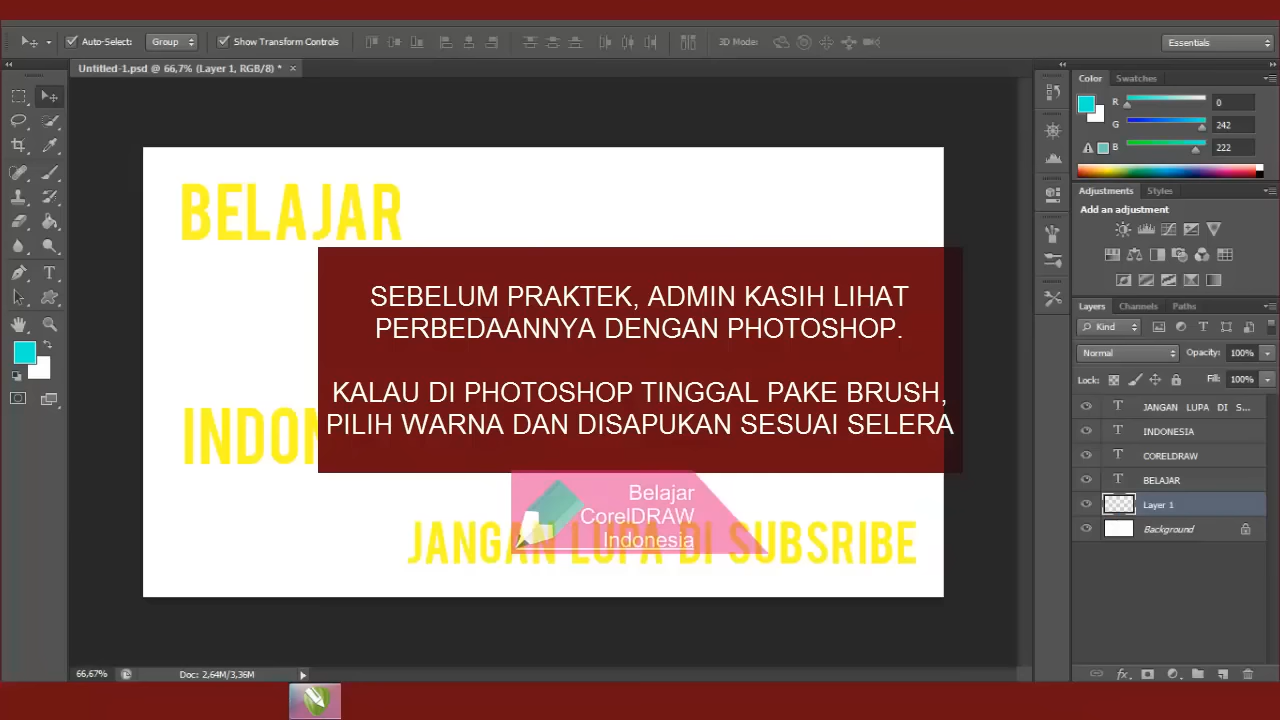 Auto-Select:
Group
Show Transform Controls
3D Mode:
Essentials
Untitled-1.psd @ 66,7% (Layer 1, RGB/8) *
Color
Swatches
R
0
G
242
B
222
Adjustments
Styles
Add an adjustment
BELAJAR
SEBELUM PRAKTEK, ADMIN KASIH LIHAT
PERBEDAANNYA DENGAN PHOTOSHOP.
KALAU DI PHOTOSHOP TINGGAL PAKE BRUSH,
PILIH WARNA DAN DISAPUKAN SESUAI SELERA
Layers
Channels
Paths
Kind
Normal
Opacity:
100%
Lock:
Fill:
100%
JANGAN LUPA DI S...
INDONESIA
CORELDRAW
BELAJAR
Layer 1
Background
Belajar
CorelDRAW
Indonesia
JANGAN LUPA DI SUBSRIBE
66,67%
Doc: 2,64M/3,36M